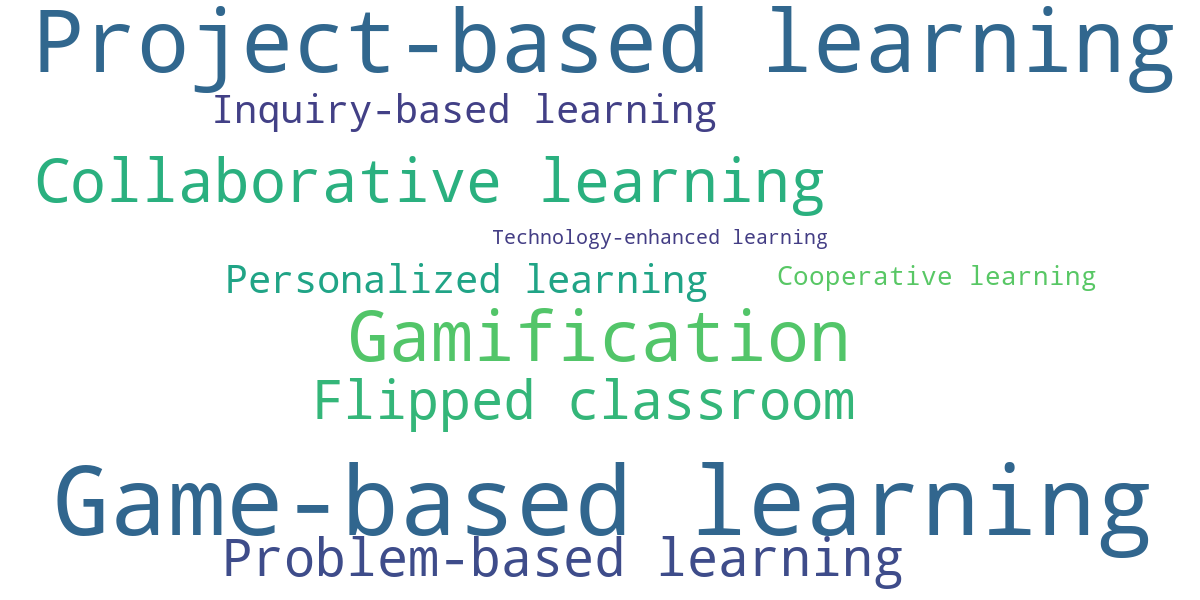 Project-based learning
Inquiry-based learning
Collaborative learning
Technology-enhanced learning
Personalized learning
Cooperative learning
Gamification
Flipped classroom
Game-based learning
Problem-based learning